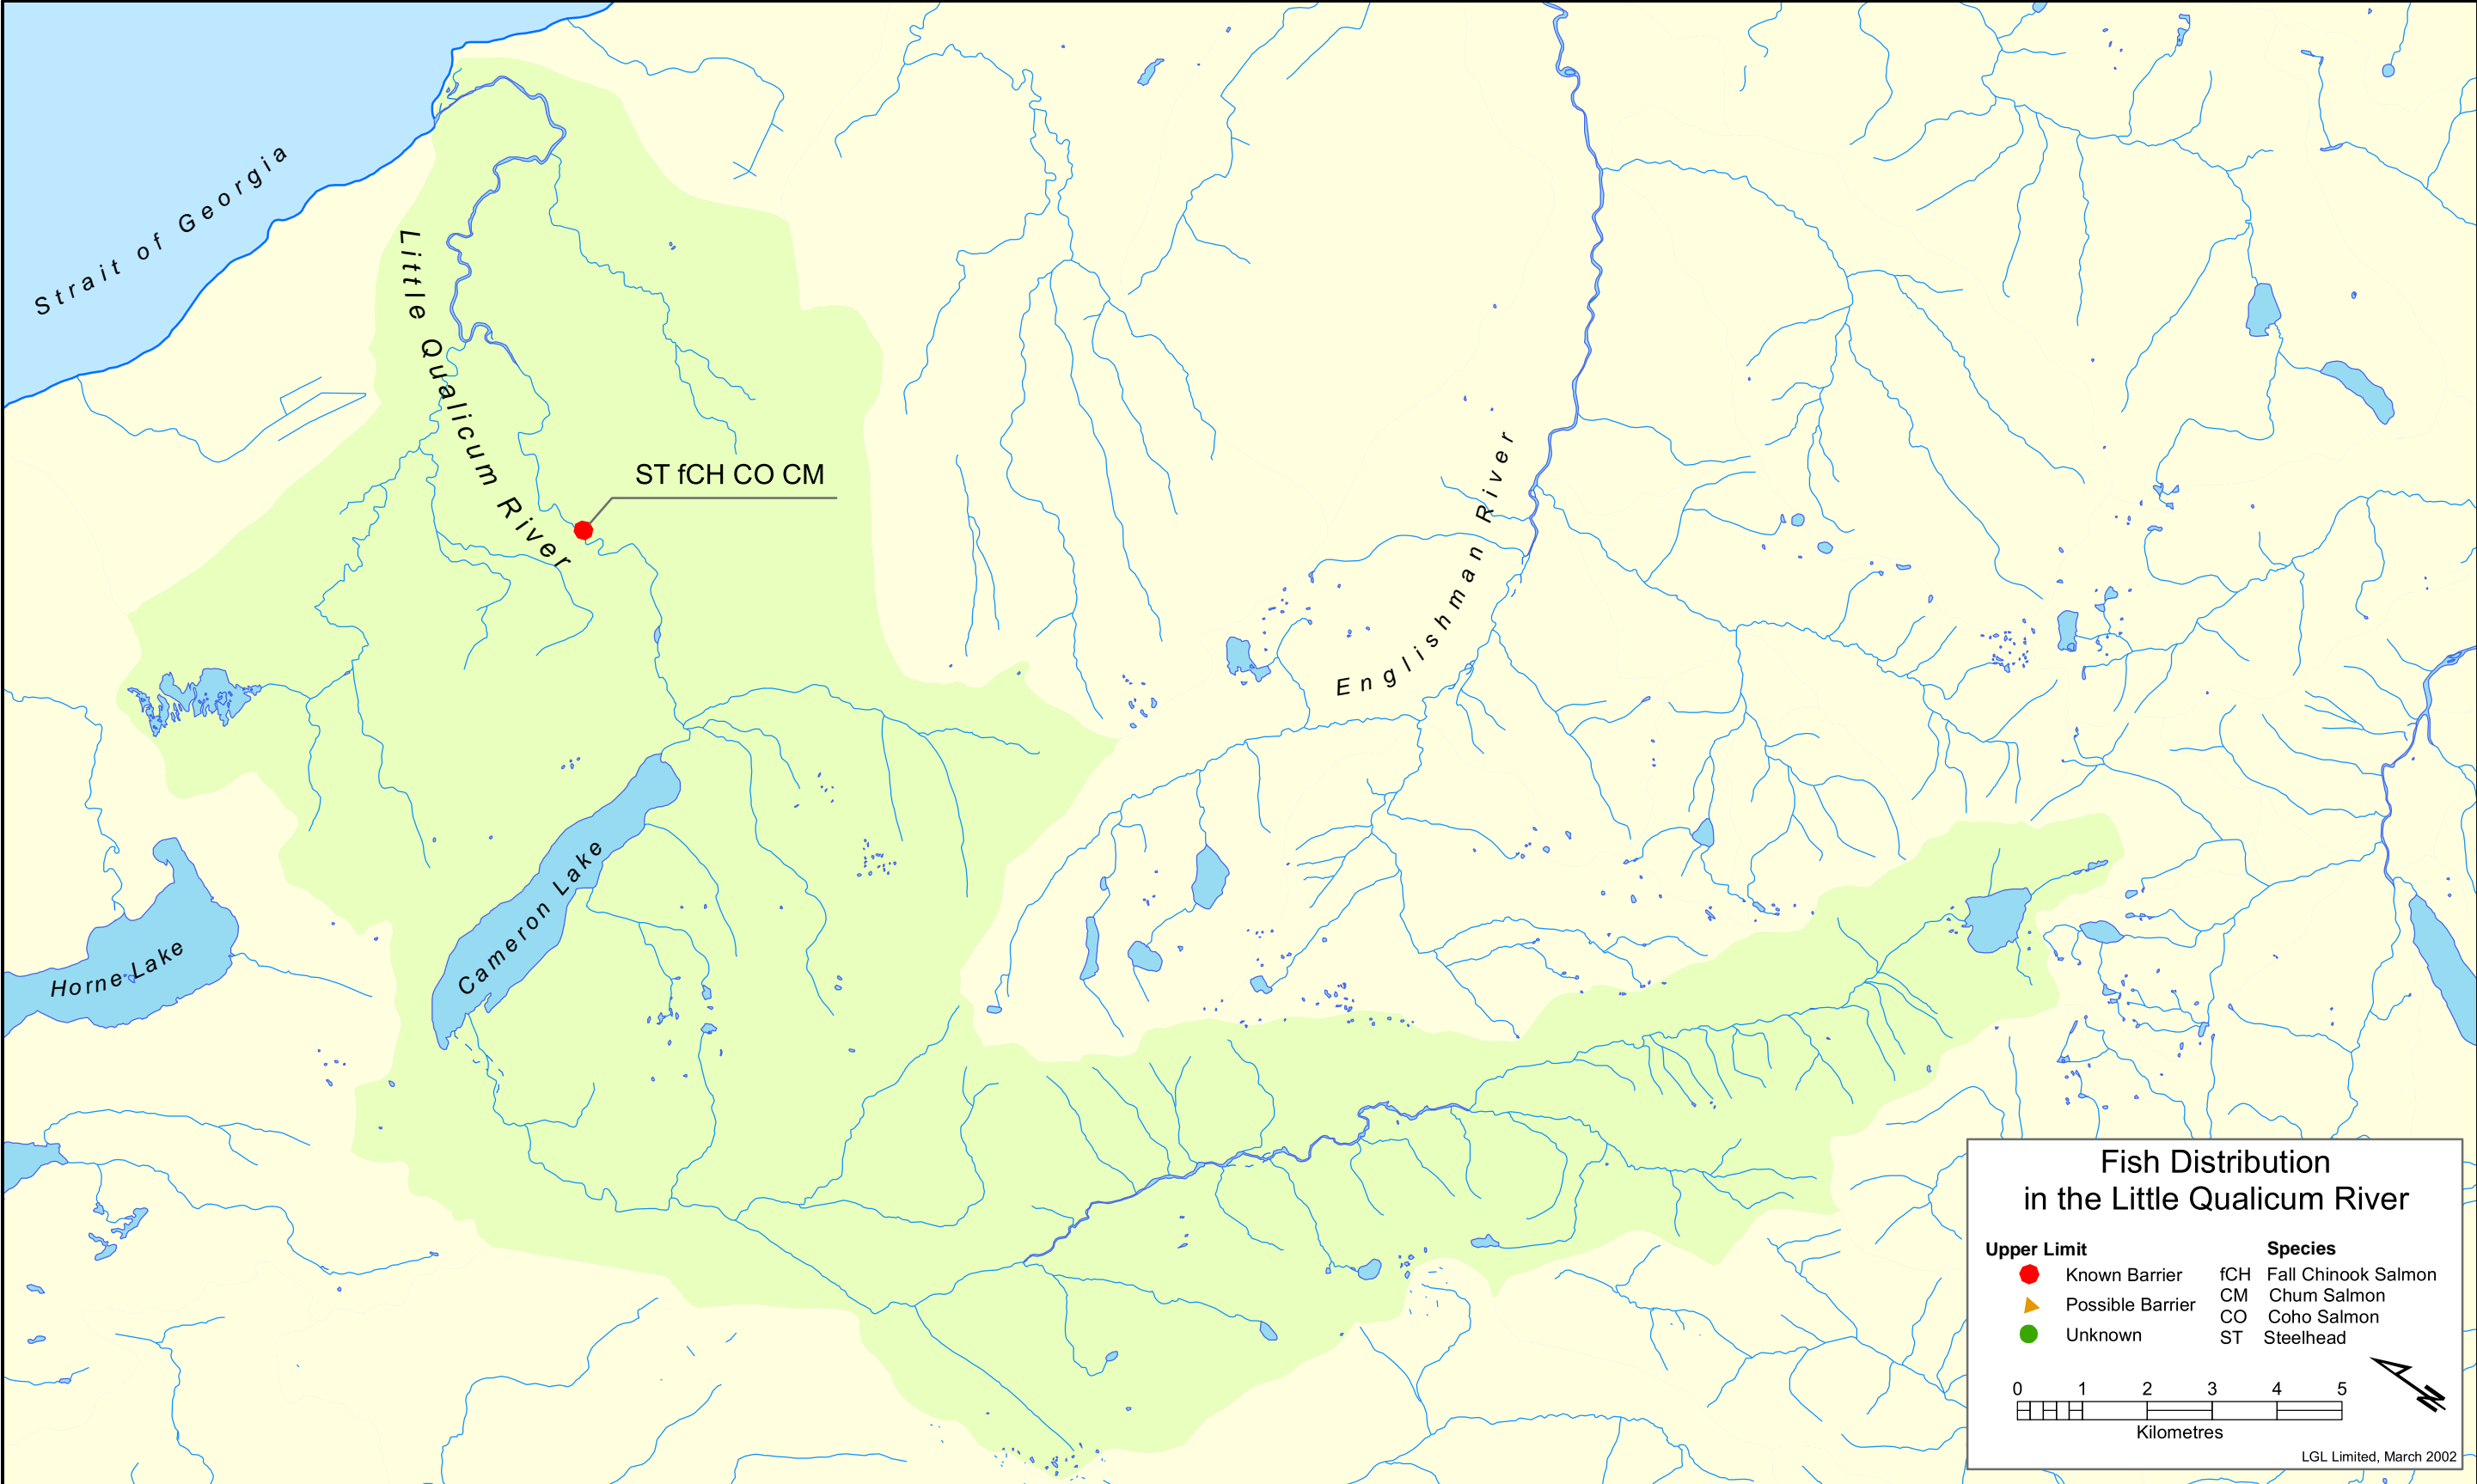 Strait of Georgia
Little Qualicum River
ST fCH CO CM
Englishman River
Cameron Lake
Horne Lake
Fish Distribution
in the Little Qualicum River
Upper Limit
Known Barrier
Possible Barrier
Unknown
Species
fCH Fall Chinook Salmon
CM Chum Salmon
CO Coho Salmon
ST Steelhead
N
0 1 2 3 4 5
Kilometres
LGL Limited, March 2002